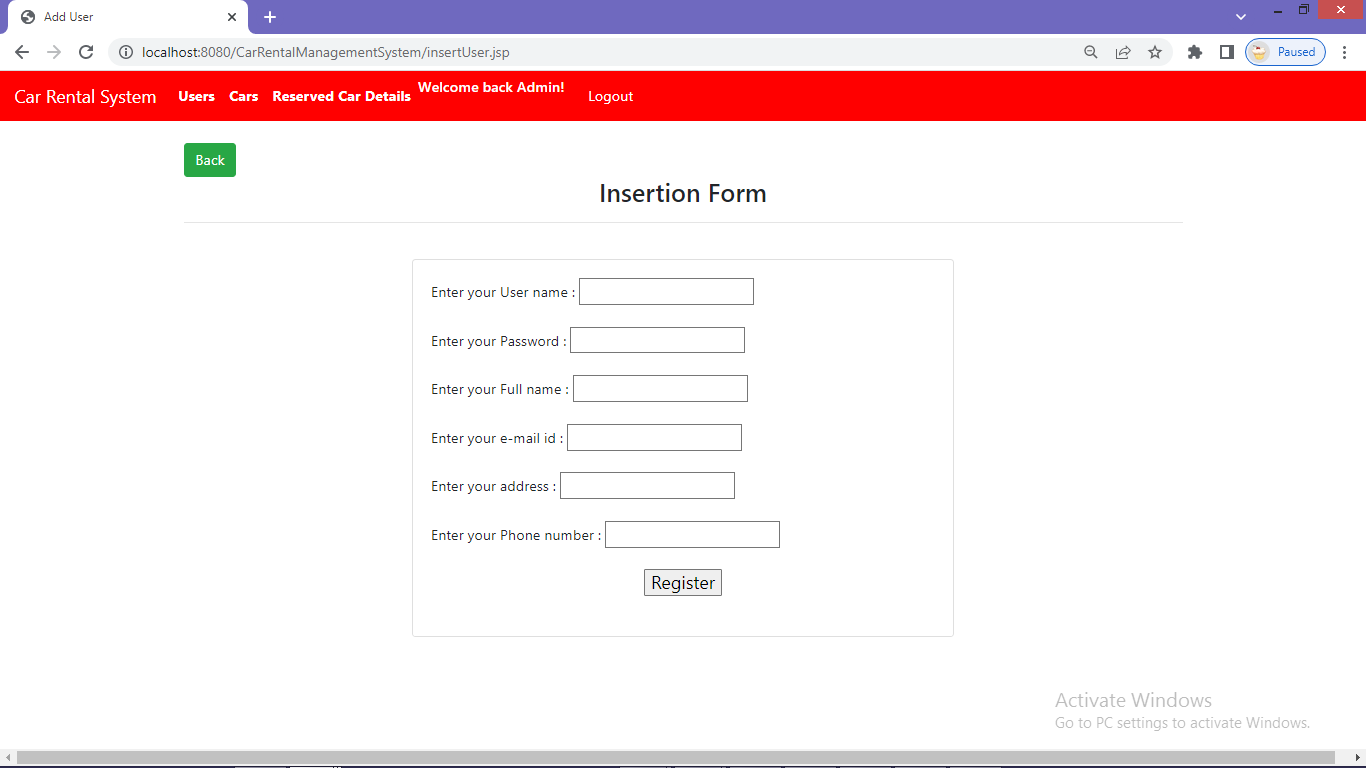 Add User
localhost:8080/CarRentalManagementSystem/insertUser.jsp
Paused
Car Rental System Users Cars Reserved Car Details Welcome back Admin! Logout
Back
Insertion Form
Enter your User name :
Enter your Password :
Enter your Full name :
Enter your e-mail id :
Enter your address :
Enter your Phone number :
Register
Activate Windows
Go to PC settings to activate Windows.